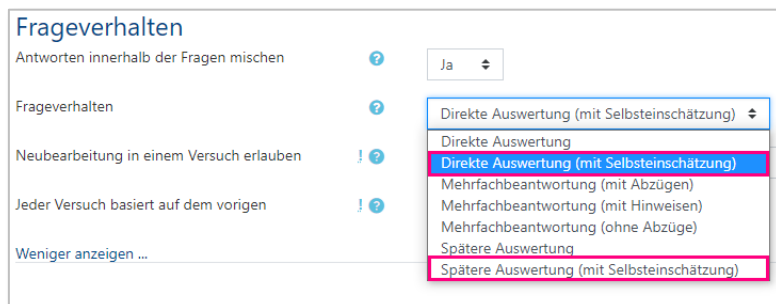 Frageverhalten
Antworten innerhalb der Fragen mischen
Ja
Frageverhalten
Direkte Auswertung (mit Selbsteinschätzung)
Direkte Auswertung
Direkte Auswertung (mit Selbsteinschätzung)
Mehrfachbeantwortung (mit Abzügen)
Mehrfachbeantwortung (mit Hinweisen)
Mehrfachbeantwortung (ohne Abzüge)
Spätere Auswertung
Spätere Auswertung (mit Selbsteinschätzung)
Neubearbeitung in einem Versuch erlauben
Jeder Versuch basiert auf dem vorigen
Weniger anzeigen ...